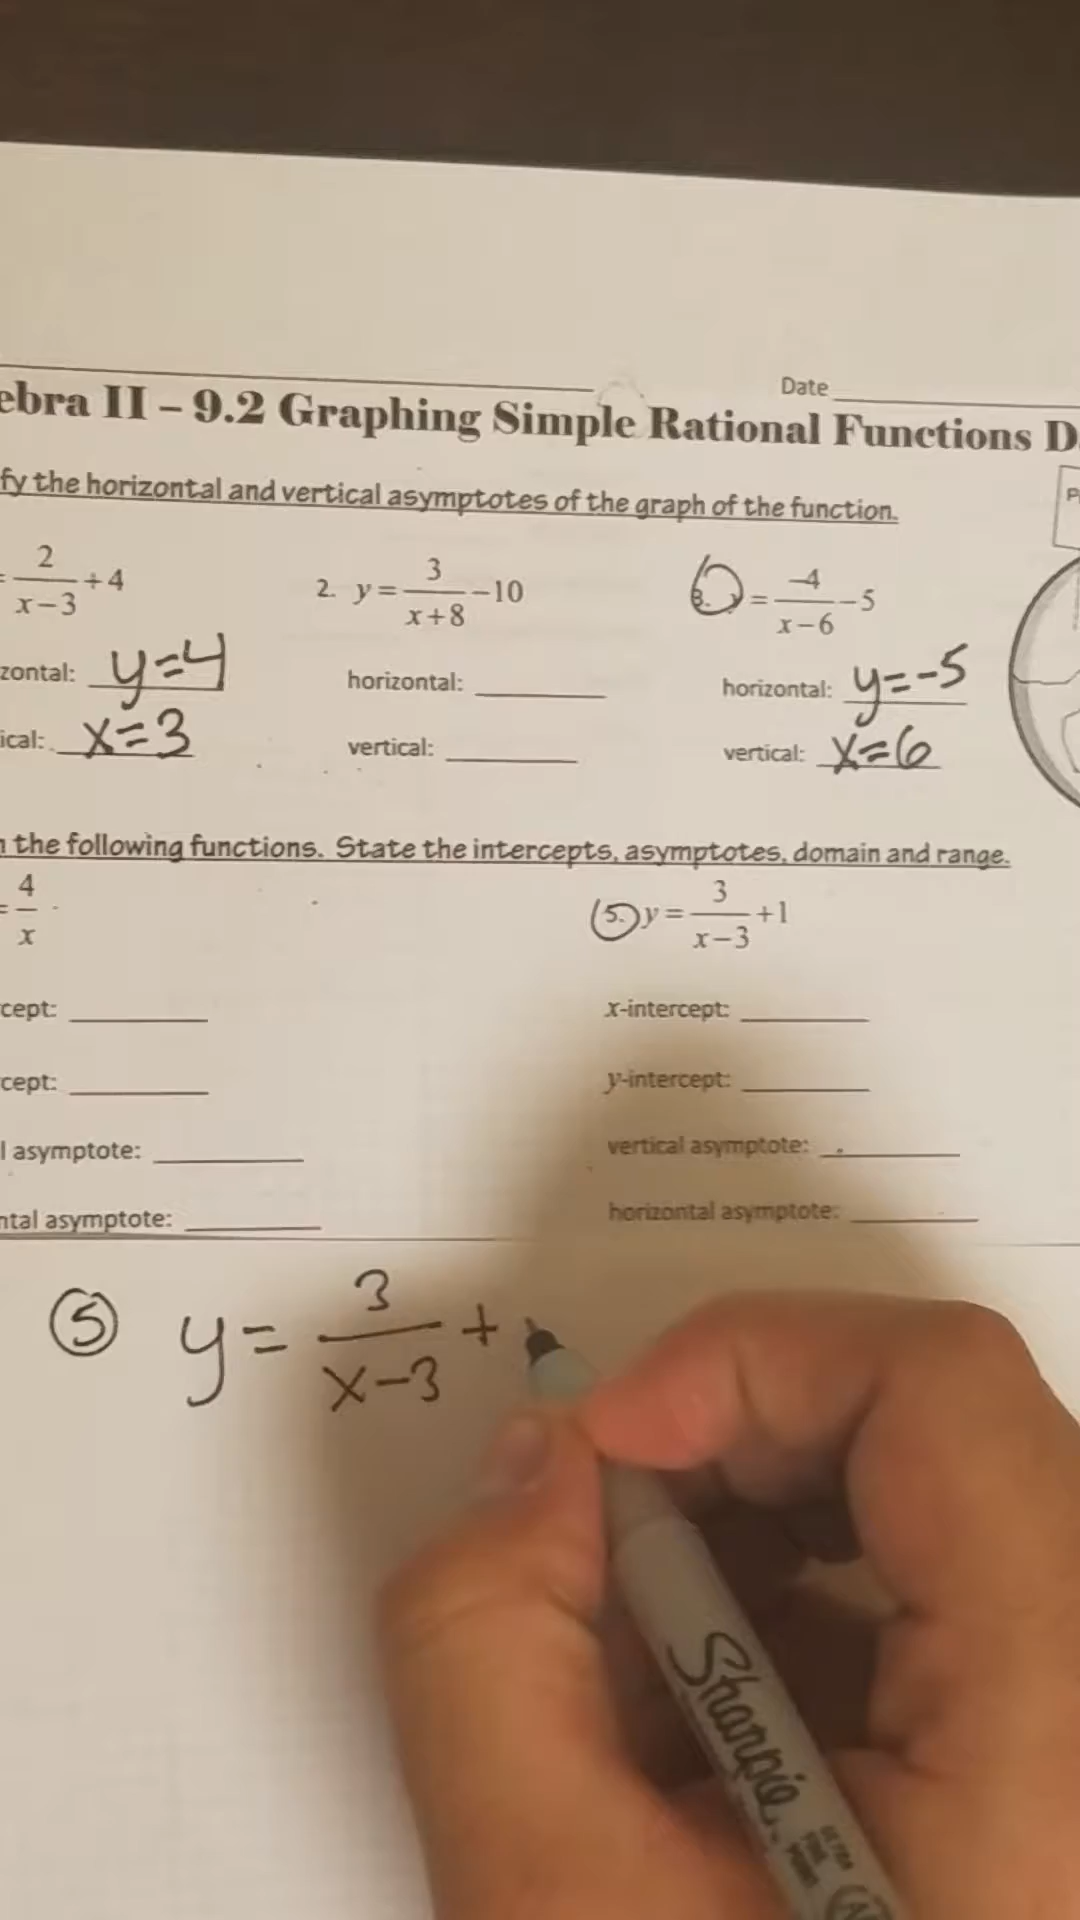 Date
ebra II – 9.2 Graphing Simple Rational Functions D
fy the horizontal and vertical asymptotes of the graph of the function.
= 2/(x−3) +4
2. y = 3/(x+8) −10
3. = −4/(x−6) −5
zontal: y=4
horizontal:
horizontal: y=-5
ical: x=3
vertical:
vertical: x=6
the following functions. State the intercepts, asymptotes, domain and range.
= 4/x
5. y = 3/(x−3) +1
cept:
x-intercept:
cept:
y-intercept:
l asymptote:
vertical asymptote:
ntal asymptote:
horizontal asymptote:
5 y = 3/(x-3) +
Sharpie